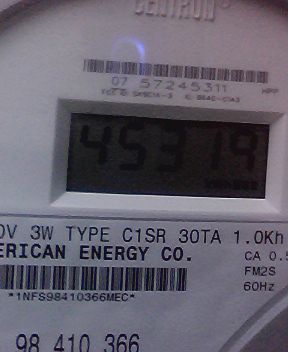 CENTRON
07 57245311
45319
0V 3W TYPE C1SR 30TA 1.0Kh
ERICAN ENERGY CO.
CA 0.5
FM2S
*1NFS98410366MEC*
60Hz
98 410 366